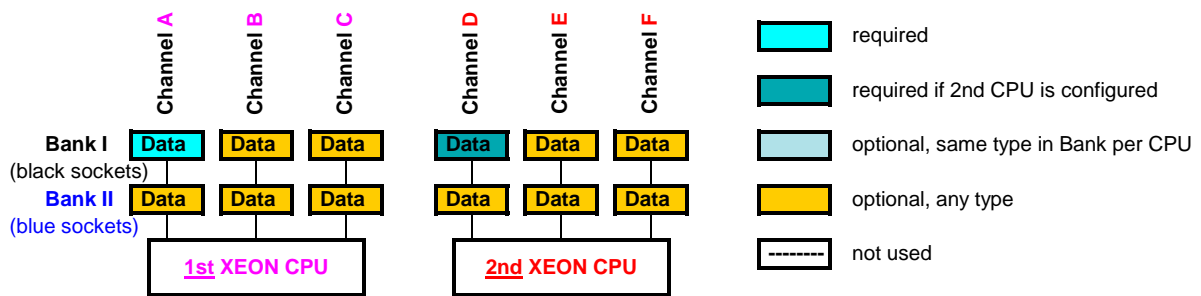 Channel A
Channel B
Channel C
Channel D
Channel E
Channel F
required
required if 2nd CPU is configured
Bank I
(black sockets)
Data Data Data Data Data Data
optional, same type in Bank per CPU
Bank II
(blue sockets)
Data Data Data Data Data Data
optional, any type
1st XEON CPU
2nd XEON CPU
-------- not used